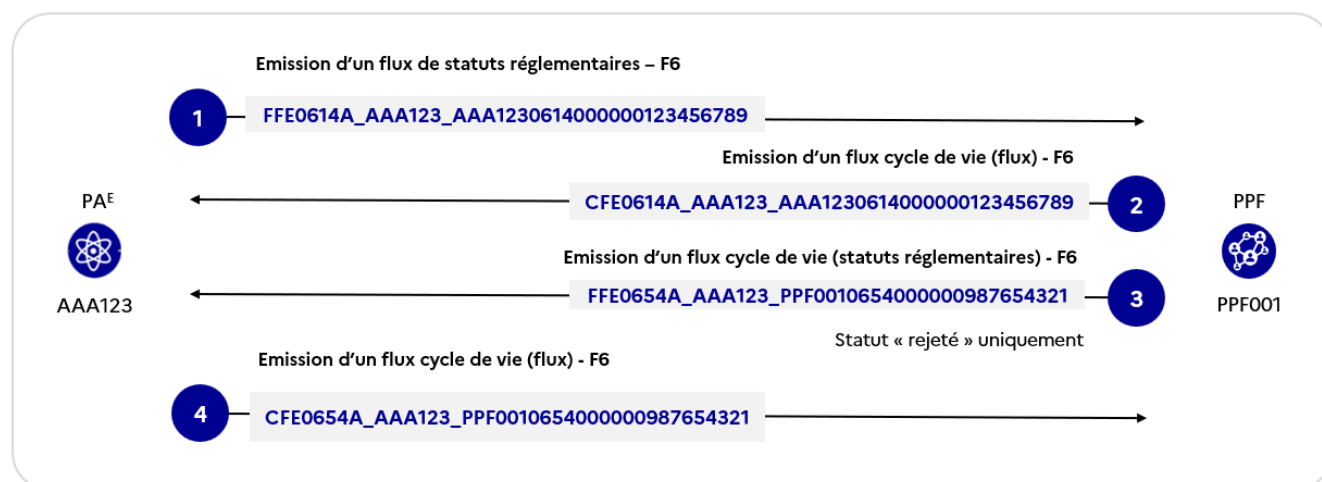 Emission d'un flux de statuts réglementaires – F6
1
FFE0614A_AAA123_AAA1230614000000123456789
Emission d'un flux cycle de vie (flux) - F6
CFE0614A_AAA123_AAA1230614000000123456789
2
PAᴱ
PPF
Emission d'un flux cycle de vie (statuts réglementaires) - F6
FFE0654A_AAA123_PPF0010654000000987654321
3
AAA123
PPF001
Statut « rejeté » uniquement
Emission d'un flux cycle de vie (flux) - F6
4
CFE0654A_AAA123_PPF0010654000000987654321